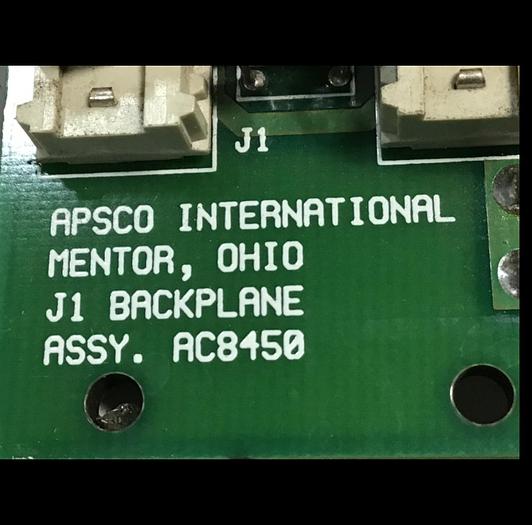 J1
APSCO INTERNATIONAL
MENTOR, OHIO
J1 BACKPLANE
ASSY. AC8450